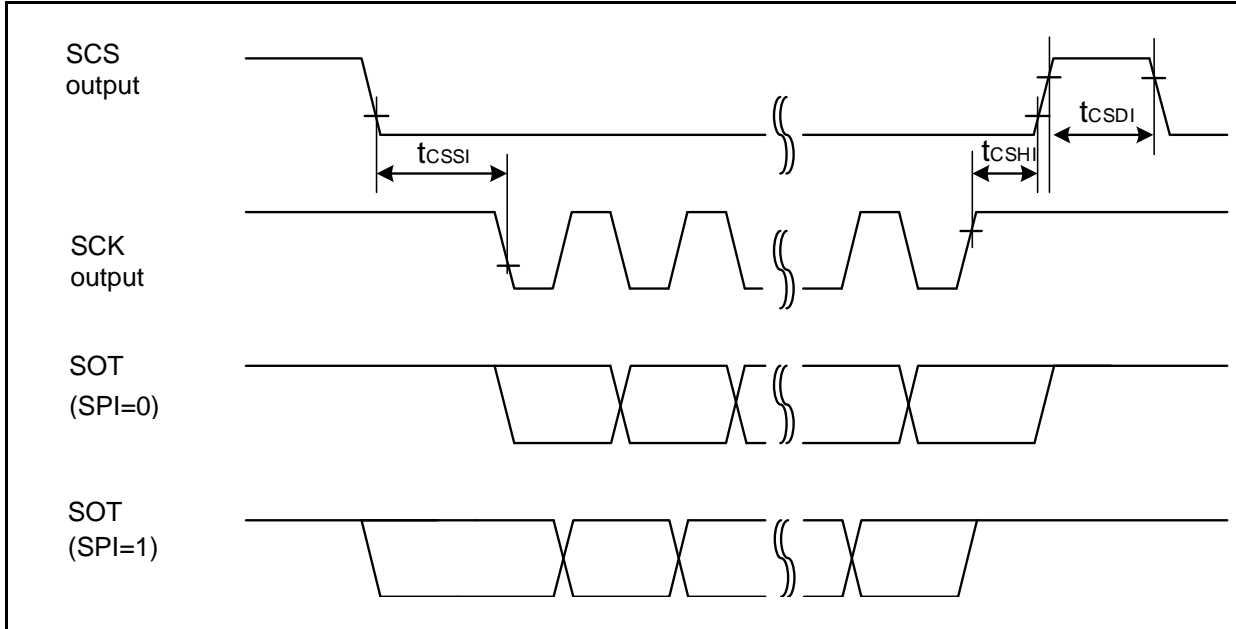 SCS
output
tCSDI
tCSSI
tCSHI
SCK
output
SOT
(SPI=0)
SOT
(SPI=1)